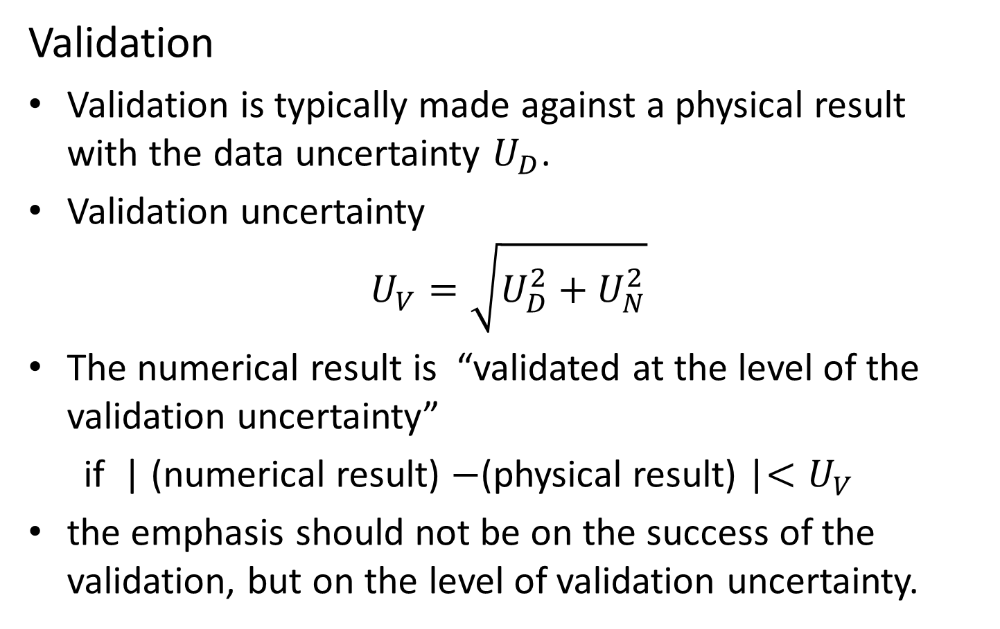 Validation
• Validation is typically made against a physical result
with the data uncertainty U_D.
• Validation uncertainty
U_V = √(U_D^2 + U_N^2)
• The numerical result is “validated at the level of the
validation uncertainty”
if | (numerical result) −(physical result) |< U_V
• the emphasis should not be on the success of the
validation, but on the level of validation uncertainty.